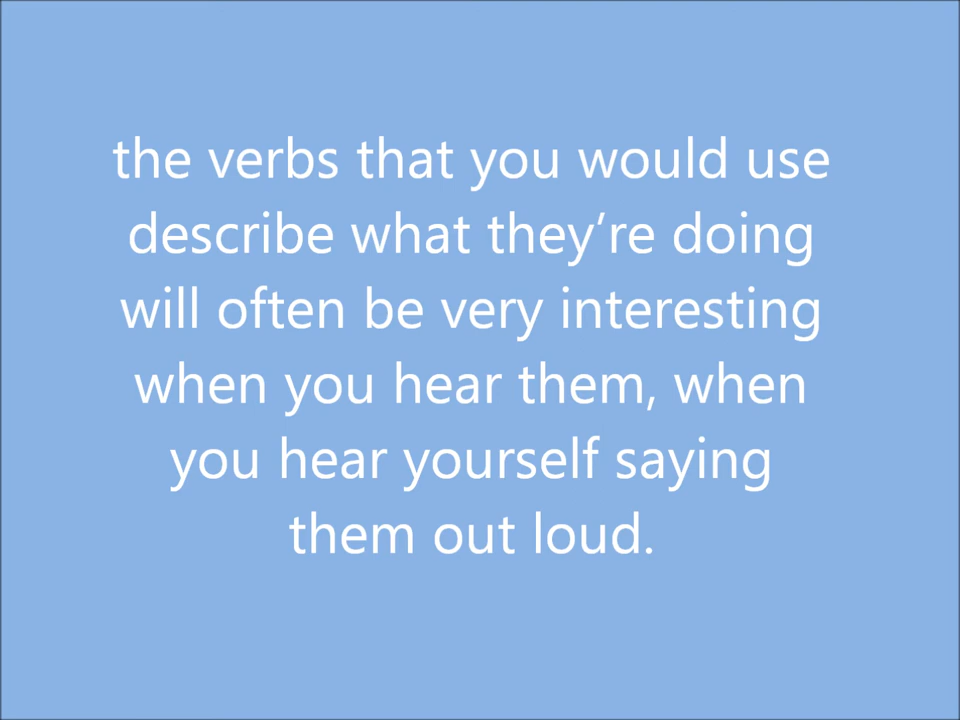 the verbs that you would use
describe what they’re doing
will often be very interesting
when you hear them, when
you hear yourself saying
them out loud.